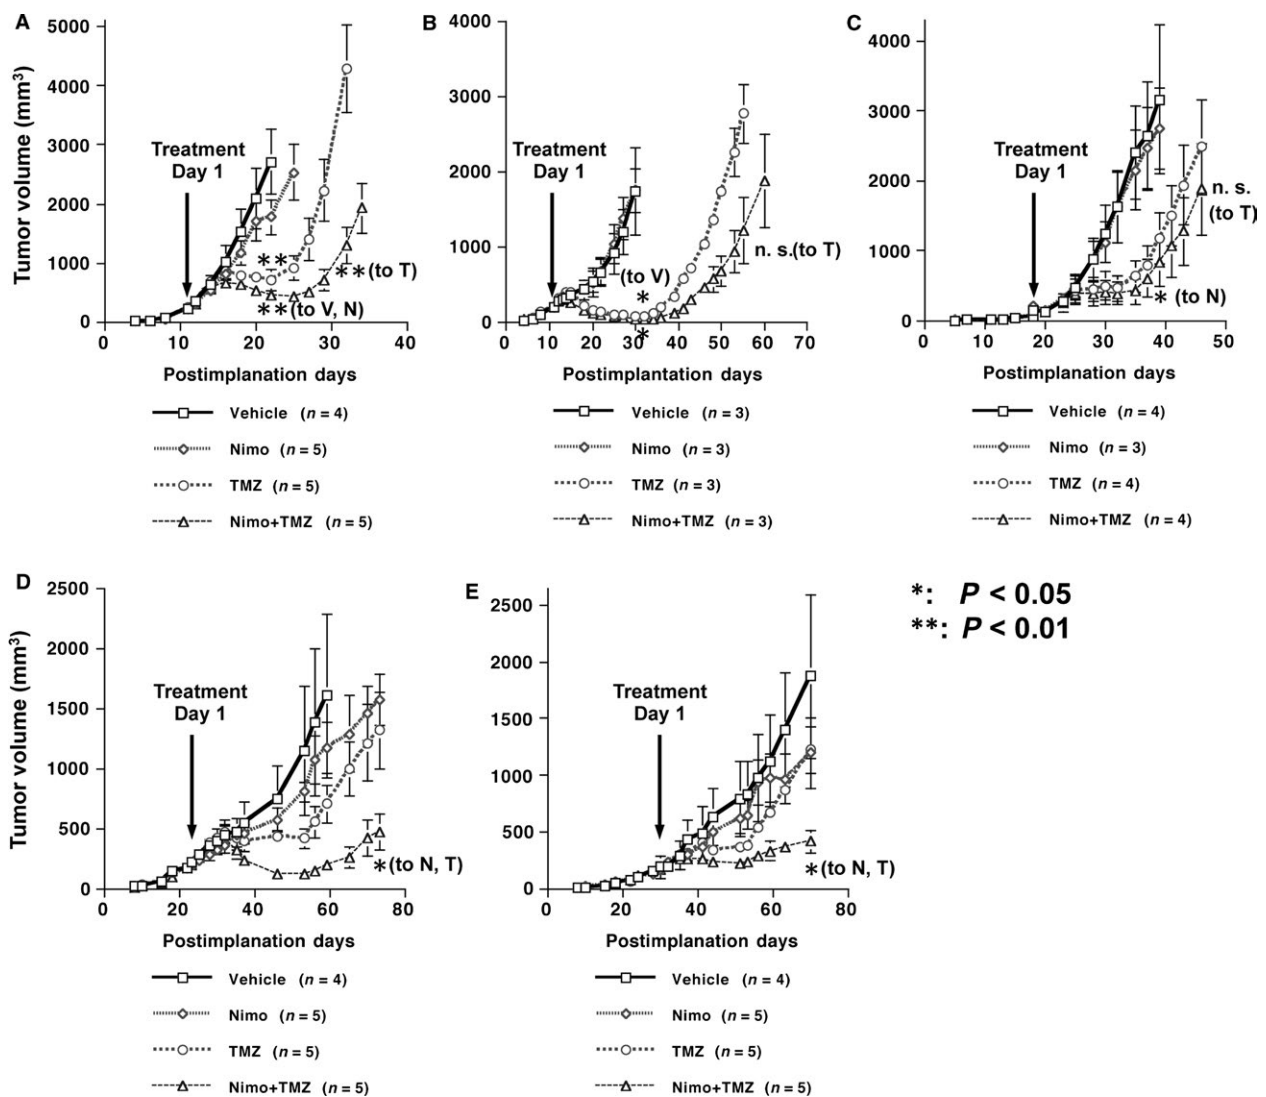 A
Tumor volume (mm³)
5000
4000
3000
2000
1000
0
Treatment
Day 1
**
**(to V, N)
**(to T)
0 10 20 30 40
Postimplanation days
Vehicle (n = 4)
Nimo (n = 5)
TMZ (n = 5)
Nimo+TMZ (n = 5)
B
4000
3000
2000
1000
0
Treatment
Day 1
(to V)
*
*
n. s.(to T)
0 10 20 30 40 50 60 70
Postimplantation days
Vehicle (n = 3)
Nimo (n = 3)
TMZ (n = 3)
Nimo+TMZ (n = 3)
C
4000
3000
2000
1000
0
Treatment
Day 1
n. s.
(to T)
* (to N)
0 10 20 30 40 50
Postimplanation days
Vehicle (n = 4)
Nimo (n = 3)
TMZ (n = 4)
Nimo+TMZ (n = 4)
D
Tumor volume (mm³)
2500
2000
1500
1000
500
0
Treatment
Day 1
*(to N, T)
0 20 40 60 80
Postimplanation days
Vehicle (n = 4)
Nimo (n = 5)
TMZ (n = 5)
Nimo+TMZ (n = 5)
E
2500
2000
1500
1000
500
0
Treatment
Day 1
*(to N, T)
0 20 40 60 80
Postimplanation days
Vehicle (n = 4)
Nimo (n = 5)
TMZ (n = 5)
Nimo+TMZ (n = 5)
*: P < 0.05
**: P < 0.01